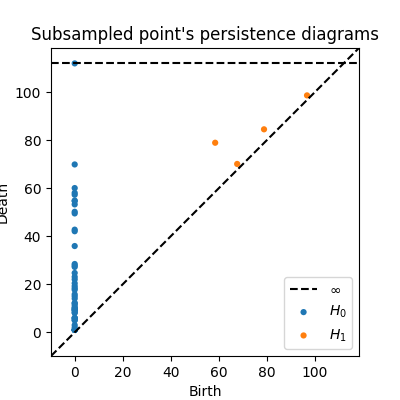 Subsampled point's persistence diagrams
Death
100
80
60
40
20
0
0 20 40 60 80 100
Birth
∞
H₀
H₁